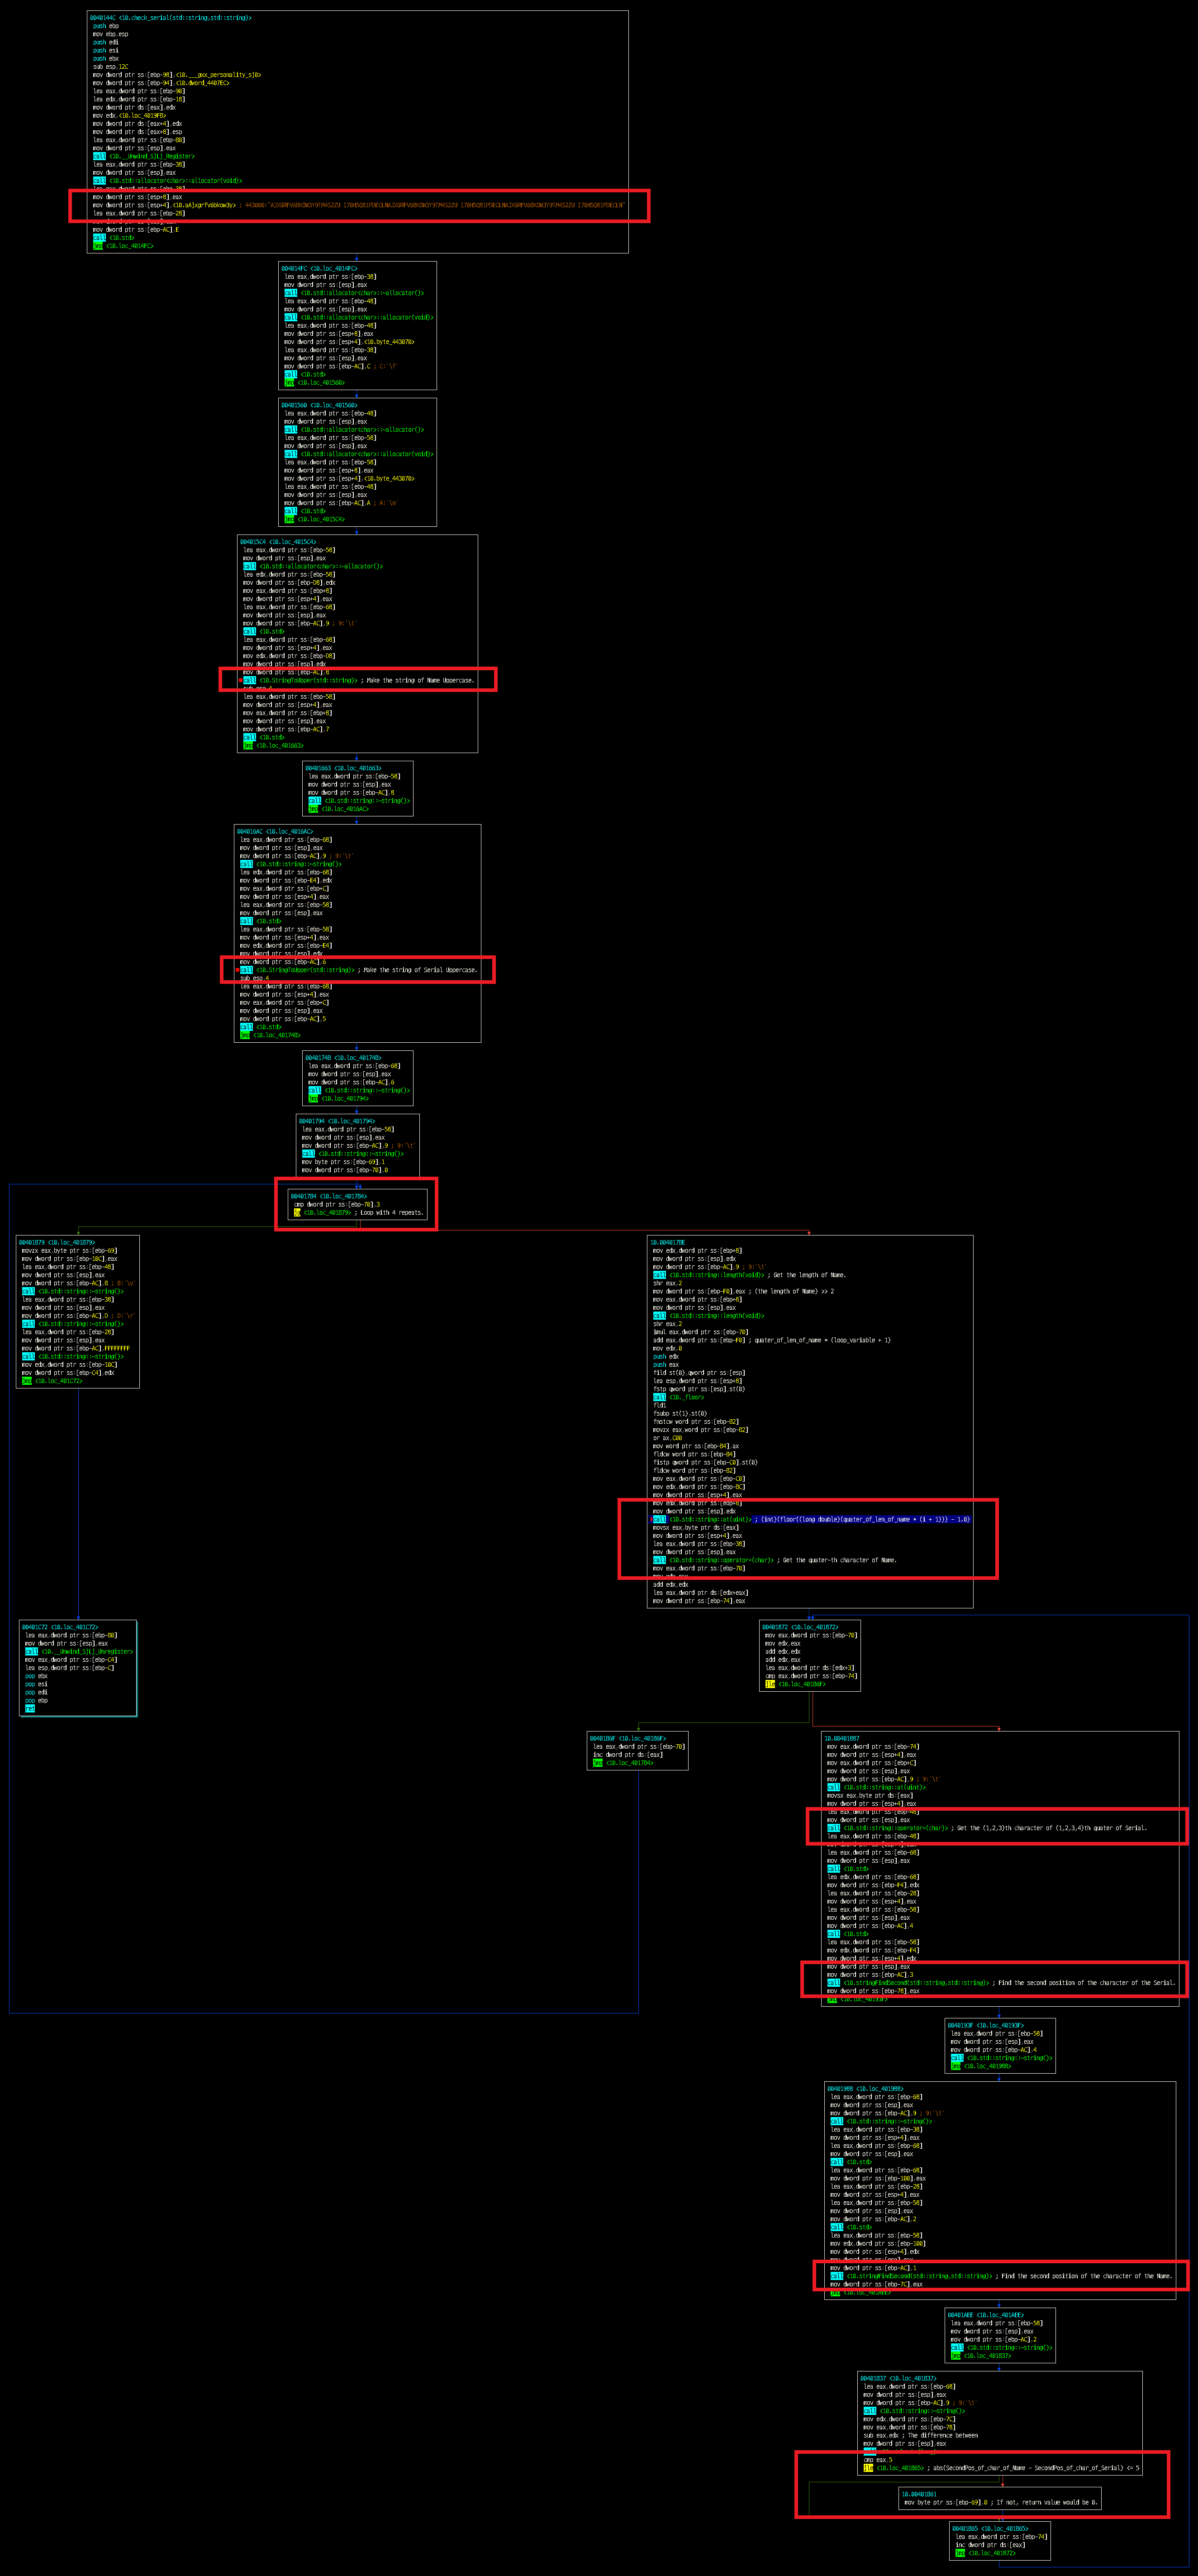 0040144C <10.check_serial(std::string,std::string)>
push ebp
mov ebp,esp
push edi
push esi
push ebx
sub esp,12C
mov dword ptr ss:[ebp-98],<10.___gxx_personality_sj0>
mov dword ptr ss:[ebp-94],<10.dword_4407EC>
lea eax,dword ptr ss:[ebp-90]
lea edx,dword ptr ss:[ebp-18]
mov dword ptr ds:[eax],edx
mov edx,<10.loc_4019FB>
mov dword ptr ds:[eax+4],edx
mov dword ptr ds:[eax+8],esp
lea eax,dword ptr ss:[ebp-B0]
mov dword ptr ss:[esp],eax
call <10.__Unwind_SjLj_Register>
lea eax,dword ptr ss:[ebp-38]
mov dword ptr ss:[esp],eax
call <10.std::allocator<char>::allocator(void)>
mov dword ptr ss:[esp+8],eax
lea eax,dword ptr ss:[ebp-28]
mov dword ptr ss:[ebp-AC],E
call <10.std>
jmp <10.loc_4014FC>
004014FC <10.loc_4014FC>
lea eax,dword ptr ss:[ebp-38]
mov dword ptr ss:[esp],eax
call <10.std::allocator<char>::~allocator()>
lea eax,dword ptr ss:[ebp-48]
mov dword ptr ss:[esp],eax
call <10.std::allocator<char>::allocator(void)>
lea eax,dword ptr ss:[ebp-48]
mov dword ptr ss:[esp+8],eax
mov dword ptr ss:[esp+4],<10.byte_443070>
lea eax,dword ptr ss:[ebp-38]
mov dword ptr ss:[esp],eax
mov dword ptr ss:[ebp-AC],C ; C:'\f'
call <10.std>
jmp <10.loc_401560>
00401560 <10.loc_401560>
lea eax,dword ptr ss:[ebp-48]
mov dword ptr ss:[esp],eax
call <10.std::allocator<char>::~allocator()>
lea eax,dword ptr ss:[ebp-58]
mov dword ptr ss:[esp],eax
call <10.std::allocator<char>::allocator(void)>
lea eax,dword ptr ss:[ebp-58]
mov dword ptr ss:[esp+8],eax
mov dword ptr ss:[esp+4],<10.byte_443070>
lea eax,dword ptr ss:[ebp-48]
mov dword ptr ss:[esp],eax
mov dword ptr ss:[ebp-AC],A ; A:'\n'
call <10.std>
jmp <10.loc_4015C4>
004015C4 <10.loc_4015C4>
lea eax,dword ptr ss:[ebp-58]
mov dword ptr ss:[esp],eax
call <10.std::allocator<char>::~allocator()>
lea edx,dword ptr ss:[ebp-58]
mov dword ptr ss:[ebp-D8],edx
mov eax,dword ptr ss:[ebp+8]
mov dword ptr ss:[esp+4],eax
lea eax,dword ptr ss:[ebp-68]
mov dword ptr ss:[esp],eax
mov dword ptr ss:[ebp-AC],9 ; 9:'\t'
call <10.std>
lea eax,dword ptr ss:[ebp-68]
mov dword ptr ss:[esp+4],eax
mov edx,dword ptr ss:[ebp-D8]
mov dword ptr ss:[esp],edx
mov dword ptr ss:[ebp-AC],8
call <10.StringToUpper(std::string)> ; Make the string of Name Uppercase.
sub esp,4
lea eax,dword ptr ss:[ebp-58]
mov dword ptr ss:[esp+4],eax
mov eax,dword ptr ss:[ebp+8]
mov dword ptr ss:[esp],eax
mov dword ptr ss:[ebp-AC],7
call <10.std>
jmp <10.loc_401663>
00401663 <10.loc_401663>
lea eax,dword ptr ss:[ebp-58]
mov dword ptr ss:[esp],eax
mov dword ptr ss:[ebp-AC],8
call <10.std::string::~string()>
jmp <10.loc_4016AC>
004016AC <10.loc_4016AC>
lea eax,dword ptr ss:[ebp-68]
mov dword ptr ss:[esp],eax
mov dword ptr ss:[ebp-AC],9 ; 9:'\t'
call <10.std::string::~string()>
lea edx,dword ptr ss:[ebp-68]
mov dword ptr ss:[ebp-E4],edx
mov eax,dword ptr ss:[ebp+C]
mov dword ptr ss:[esp+4],eax
lea eax,dword ptr ss:[ebp-58]
mov dword ptr ss:[esp],eax
call <10.std>
lea eax,dword ptr ss:[ebp-58]
mov dword ptr ss:[esp+4],eax
mov edx,dword ptr ss:[ebp-E4]
mov dword ptr ss:[esp],edx
mov dword ptr ss:[ebp-AC],6
call <10.StringToUpper(std::string)> ; Make the string of Serial Uppercase.
sub esp,4
lea eax,dword ptr ss:[ebp-68]
mov dword ptr ss:[esp+4],eax
mov eax,dword ptr ss:[ebp+C]
mov dword ptr ss:[esp],eax
mov dword ptr ss:[ebp-AC],5
call <10.std>
jmp <10.loc_40174B>
0040174B <10.loc_40174B>
lea eax,dword ptr ss:[ebp-68]
mov dword ptr ss:[esp],eax
mov dword ptr ss:[ebp-AC],6
call <10.std::string::~string()>
jmp <10.loc_401794>
00401794 <10.loc_401794>
lea eax,dword ptr ss:[ebp-58]
mov dword ptr ss:[esp],eax
mov dword ptr ss:[ebp-AC],9 ; 9:'\t'
call <10.std::string::~string()>
mov byte ptr ss:[ebp-69],1
mov dword ptr ss:[ebp-70],0
004017B4 <10.loc_4017B4>
cmp dword ptr ss:[ebp-70],3
<10.loc_401879> ; Loop with 4 repeats.
00401879 <10.loc_401879>
movzx eax,byte ptr ss:[ebp-69]
mov dword ptr ss:[ebp-10C],eax
lea eax,dword ptr ss:[ebp-48]
mov dword ptr ss:[esp],eax
mov dword ptr ss:[ebp-AC],B ; B:'\v'
call <10.std::string::~string()>
lea eax,dword ptr ss:[ebp-38]
mov dword ptr ss:[esp],eax
mov dword ptr ss:[ebp-AC],D ; D:'\r'
call <10.std::string::~string()>
lea eax,dword ptr ss:[ebp-28]
mov dword ptr ss:[esp],eax
mov dword ptr ss:[ebp-AC],FFFFFFFF
call <10.std::string::~string()>
mov edx,dword ptr ss:[ebp-10C]
mov dword ptr ss:[ebp-C4],edx
jmp <10.loc_401C72>
10.004017BE
mov edx,dword ptr ss:[ebp+8]
mov dword ptr ss:[esp],edx
mov dword ptr ss:[ebp-AC],9 ; 9:'\t'
call <10.std::string::length(void)> ; Get the length of Name.
shr eax,2
mov dword ptr ss:[ebp-F0],eax ; (the length of Name) >> 2
mov eax,dword ptr ss:[ebp+8]
mov dword ptr ss:[esp],eax
call <10.std::string::length(void)>
shr eax,2
imul eax,dword ptr ss:[ebp-70]
add eax,dword ptr ss:[ebp-F0] ; quater_of_len_of_name * (loop_variable + 1)
mov edx,0
push edx
push eax
fild st(0),qword ptr ss:[esp]
lea esp,dword ptr ss:[esp+8]
fstp qword ptr ss:[esp],st(0)
call <10._floor>
fld1
fsubp st(1),st(0)
fnstcw word ptr ss:[ebp-B2]
movzx eax,word ptr ss:[ebp-B2]
or ax,C00
mov word ptr ss:[ebp-B4],ax
fldcw word ptr ss:[ebp-B4]
fistp qword ptr ss:[ebp-C0],st(0)
fldcw word ptr ss:[ebp-B2]
mov eax,dword ptr ss:[ebp-C0]
mov edx,dword ptr ss:[ebp-BC]
mov dword ptr ss:[esp+4],eax
mov edx,dword ptr ss:[ebp+8]
mov dword ptr ss:[esp],edx
call <10.std::string::at(uint)> ; (int)(floor((long double)(quater_of_len_of_name * (i + 1))) - 1.0)
movsx eax,byte ptr ds:[eax]
mov dword ptr ss:[esp+4],eax
lea eax,dword ptr ss:[ebp-38]
mov dword ptr ss:[esp],eax
call <10.std::string::operator=(char)> ; Get the quater-th character of Name.
mov eax,dword ptr ss:[ebp-70]
mov edx,eax
add edx,edx
lea eax,dword ptr ds:[edx+eax]
mov dword ptr ss:[ebp-74],eax
00401C72 <10.loc_401C72>
lea eax,dword ptr ss:[ebp-B0]
mov dword ptr ss:[esp],eax
call <10.__Unwind_SjLj_Unregister>
mov eax,dword ptr ss:[ebp-C4]
lea esp,dword ptr ss:[ebp-C]
pop ebx
pop esi
pop edi
pop ebp
ret
00401872 <10.loc_401872>
mov eax,dword ptr ss:[ebp-70]
mov edx,eax
add edx,edx
add edx,eax
lea eax,dword ptr ds:[edx+3]
cmp eax,dword ptr ss:[ebp-74]
jle <10.loc_401B6F>
00401B6F <10.loc_401B6F>
lea eax,dword ptr ss:[ebp-70]
inc dword ptr ds:[eax]
jmp <10.loc_4017B4>
10.00401887
mov eax,dword ptr ss:[ebp-74]
mov dword ptr ss:[esp+4],eax
mov eax,dword ptr ss:[ebp+C]
mov dword ptr ss:[esp],eax
mov dword ptr ss:[ebp-AC],9 ; 9:'\t'
call <10.std::string::at(uint)>
movsx eax,byte ptr ds:[eax]
mov dword ptr ss:[esp+4],eax
lea eax,dword ptr ss:[ebp-48]
mov dword ptr ss:[esp],eax
call <10.std::string::operator=(char)> ; Get the (1,2,3)th character of (1,2,3,4)th quater of Serial.
lea eax,dword ptr ss:[ebp-48]
lea eax,dword ptr ss:[ebp-68]
mov dword ptr ss:[esp],eax
call <10.std>
lea edx,dword ptr ss:[ebp-68]
mov dword ptr ss:[ebp-F4],edx
lea eax,dword ptr ss:[ebp-28]
mov dword ptr ss:[esp+4],eax
lea eax,dword ptr ss:[ebp-58]
mov dword ptr ss:[esp],eax
mov dword ptr ss:[ebp-AC],4
call <10.std>
lea eax,dword ptr ss:[ebp-58]
mov edx,dword ptr ss:[ebp-F4]
mov dword ptr ss:[esp+4],edx
mov dword ptr ss:[esp],eax
mov dword ptr ss:[ebp-AC],3
call <10.stringFindSecond(std::string,std::string)> ; Find the second position of the character of the Serial.
mov dword ptr ss:[ebp-78],eax
0040193F <10.loc_40193F>
lea eax,dword ptr ss:[ebp-58]
mov dword ptr ss:[esp],eax
mov dword ptr ss:[ebp-AC],4
call <10.std::string::~string()>
jmp <10.loc_401988>
00401988 <10.loc_401988>
lea eax,dword ptr ss:[ebp-68]
mov dword ptr ss:[esp],eax
mov dword ptr ss:[ebp-AC],9 ; 9:'\t'
call <10.std::string::~string()>
lea eax,dword ptr ss:[ebp-38]
mov dword ptr ss:[esp+4],eax
lea eax,dword ptr ss:[ebp-68]
mov dword ptr ss:[esp],eax
call <10.std>
lea eax,dword ptr ss:[ebp-68]
mov dword ptr ss:[ebp-100],eax
lea eax,dword ptr ss:[ebp-28]
mov dword ptr ss:[esp+4],eax
lea eax,dword ptr ss:[ebp-58]
mov dword ptr ss:[esp],eax
mov dword ptr ss:[ebp-AC],2
call <10.std>
lea eax,dword ptr ss:[ebp-58]
mov edx,dword ptr ss:[ebp-100]
mov dword ptr ss:[esp+4],edx
mov dword ptr ss:[esp],eax
mov dword ptr ss:[ebp-AC],1
call <10.stringFindSecond(std::string,std::string)> ; Find the second position of the character of the Name.
mov dword ptr ss:[ebp-7C],eax
00401AEE <10.loc_401AEE>
lea eax,dword ptr ss:[ebp-58]
mov dword ptr ss:[esp],eax
mov dword ptr ss:[ebp-AC],2
call <10.std::string::~string()>
jmp <10.loc_401B37>
00401B37 <10.loc_401B37>
lea eax,dword ptr ss:[ebp-68]
mov dword ptr ss:[esp],eax
mov dword ptr ss:[ebp-AC],9 ; 9:'\t'
call <10.std::string::~string()>
mov edx,dword ptr ss:[ebp-7C]
mov eax,dword ptr ss:[ebp-78]
sub eax,edx ; The difference between
mov dword ptr ss:[esp],eax
cmp eax,5
jle <10.loc_401B65> ; abs(SecondPos_of_char_of_Name - SecondPos_of_char_of_Serial) <= 5
10.00401B61
mov byte ptr ss:[ebp-69],0 ; If not, return value would be 0.
00401B65 <10.loc_401B65>
lea eax,dword ptr ss:[ebp-74]
inc dword ptr ds:[eax]
jmp <10.loc_401872>